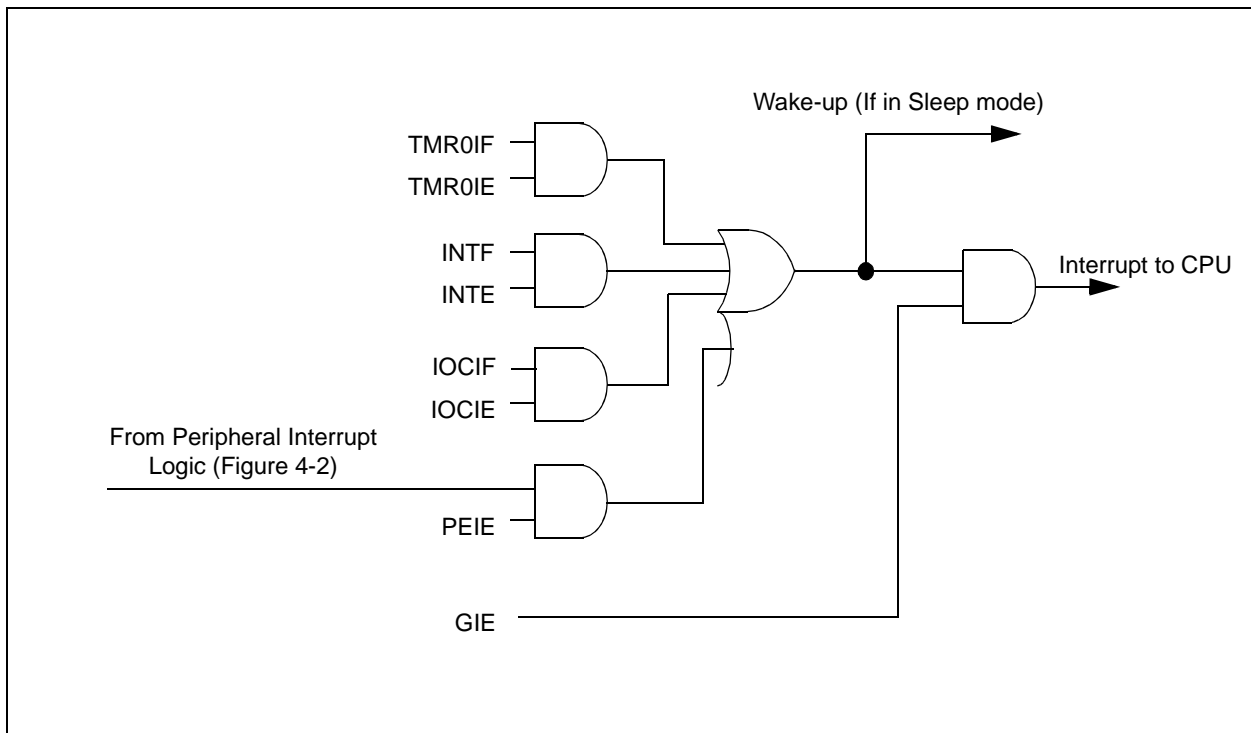 Wake-up (If in Sleep mode)
TMR0IF
TMR0IE
INTF
INTE
Interrupt to CPU
IOCIF
IOCIE
From Peripheral Interrupt
Logic (Figure 4-2)
PEIE
GIE